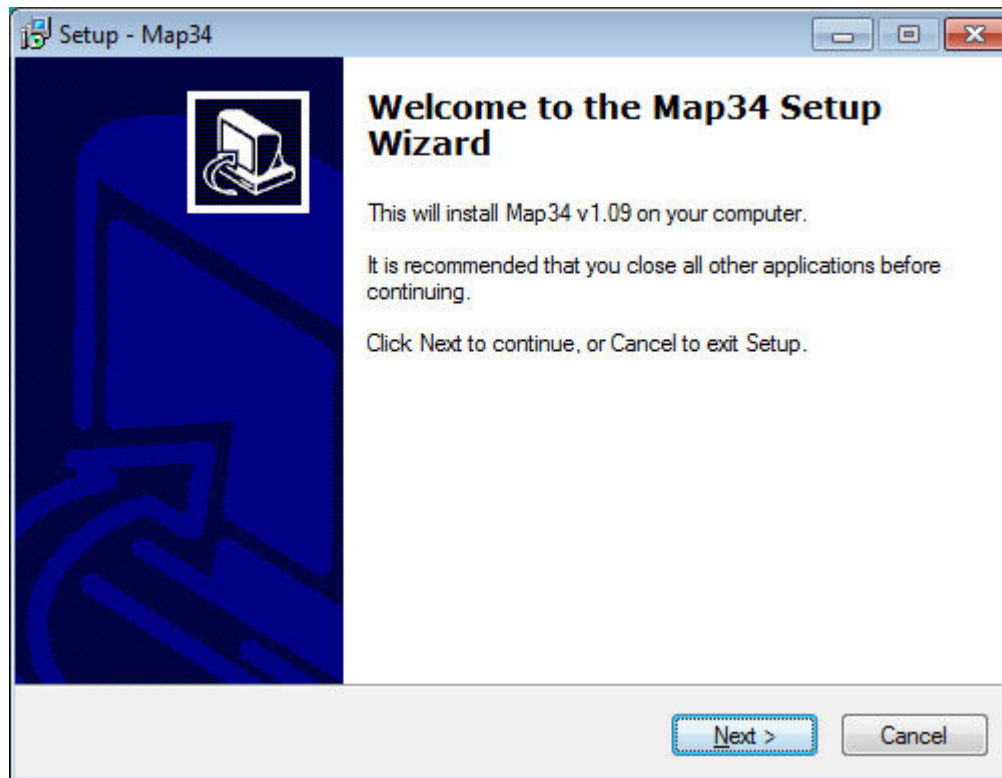 Setup - Map34
Welcome to the Map34 Setup
Wizard
This will install Map34 v1.09 on your computer.
It is recommended that you close all other applications before
continuing.
Click Next to continue, or Cancel to exit Setup.
Next >
Cancel